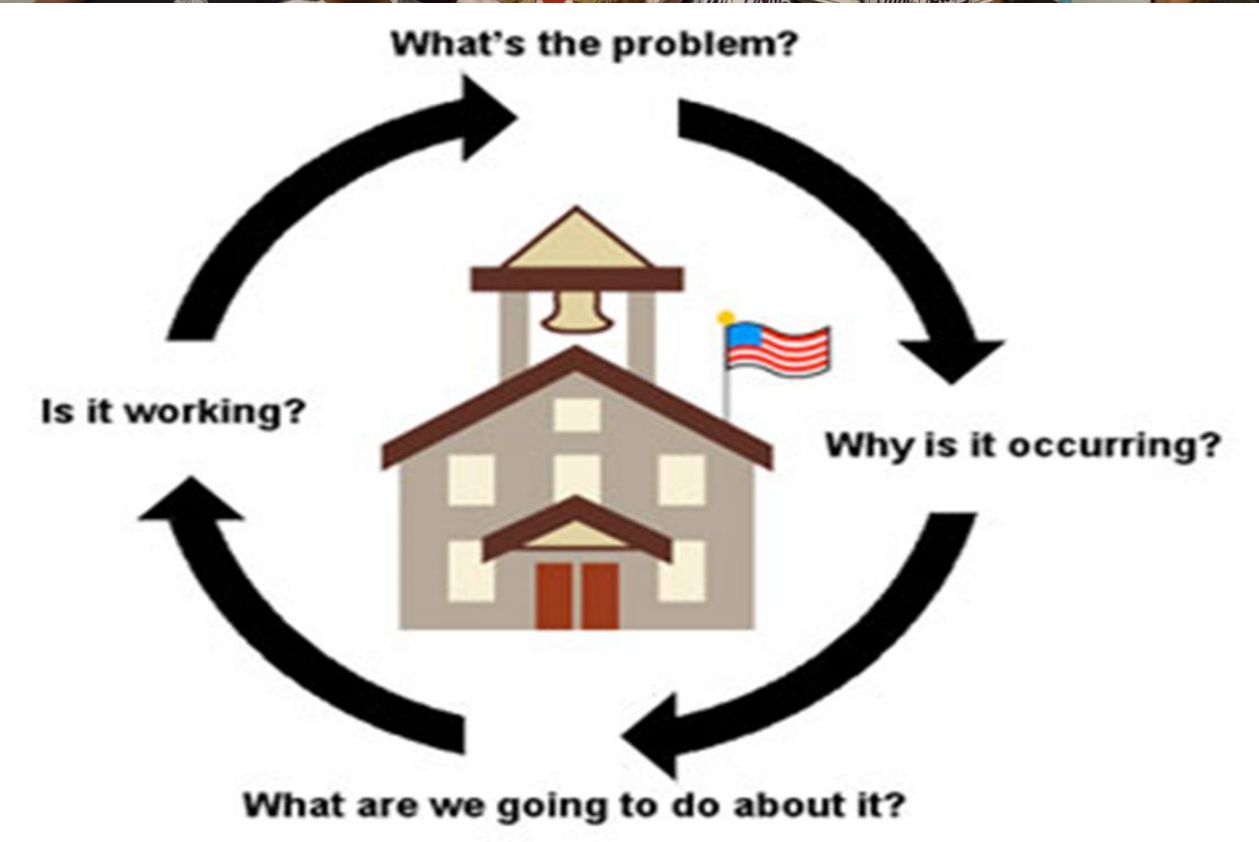 What's the problem?
Why is it occurring?
What are we going to do about it?
Is it working?